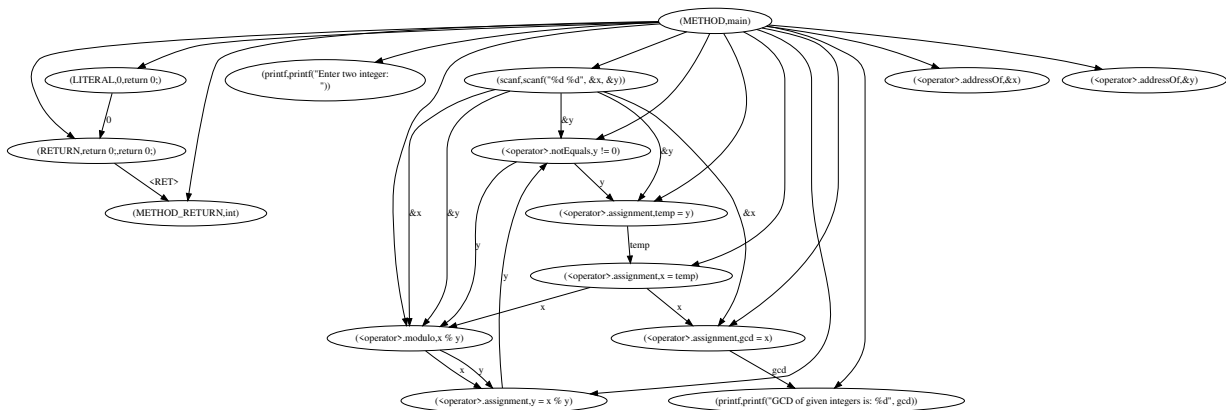 (METHOD,main)
(LITERAL,0,return 0;)
(printf,printf("Enter two integer:
"))
(scanf,scanf("%d %d", &x, &y))
(<operator>.addressOf,&x)
(<operator>.addressOf,&y)
0
&y
(RETURN,return 0;,return 0;)
(<operator>.notEquals,y != 0)
&y
<RET>
y
(METHOD_RETURN,int)
(<operator>.assignment,temp = y)
&x
&y
&x
y
temp
y
(<operator>.assignment,x = temp)
x
x
(<operator>.modulo,x % y)
(<operator>.assignment,gcd = x)
x
y
gcd
(<operator>.assignment,y = x % y)
(printf,printf("GCD of given integers is: %d", gcd))